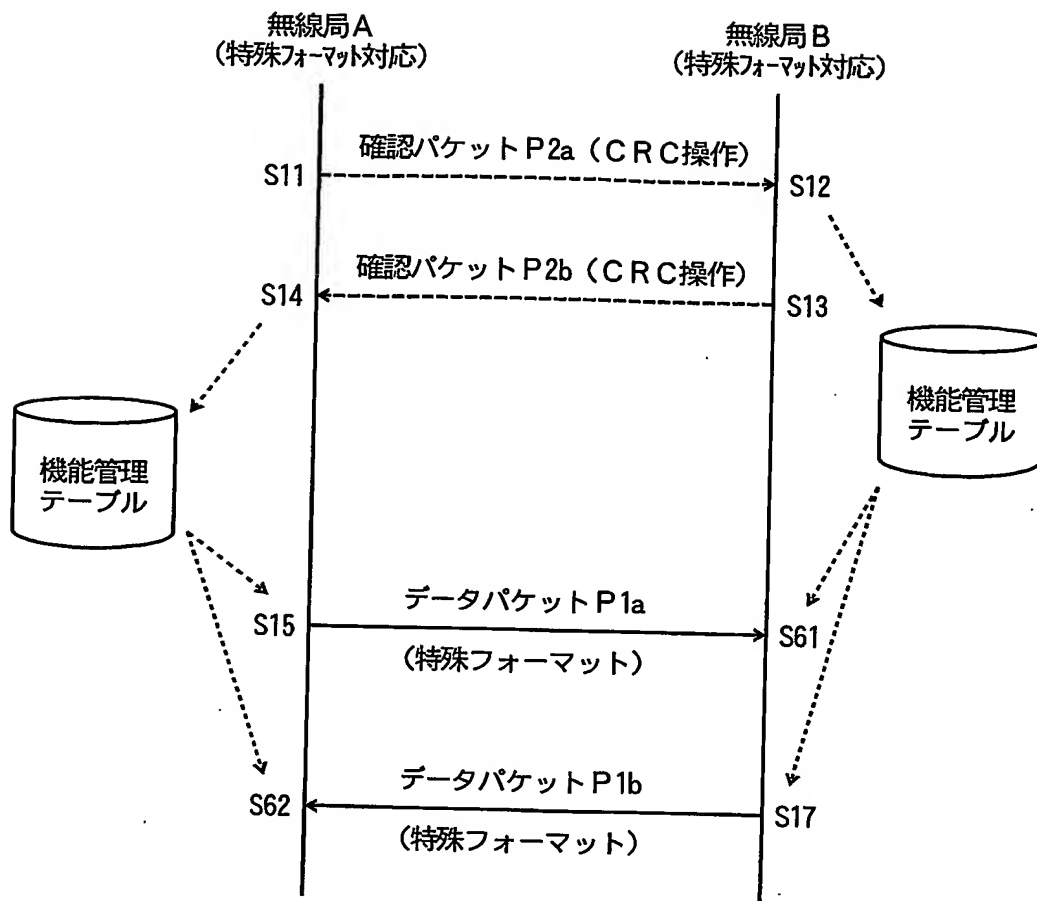 無線局A
(特殊フォーマット対応)
無線局B
(特殊フォーマット対応)
確認パケットP2a(CRC操作)
S11
S12
確認パケットP2b(CRC操作)
S14
S13
機能管理
テーブル
機能管理
テーブル
データパケットP1a
S15
S61
(特殊フォーマット)
データパケットP1b
S62
S17
(特殊フォーマット)